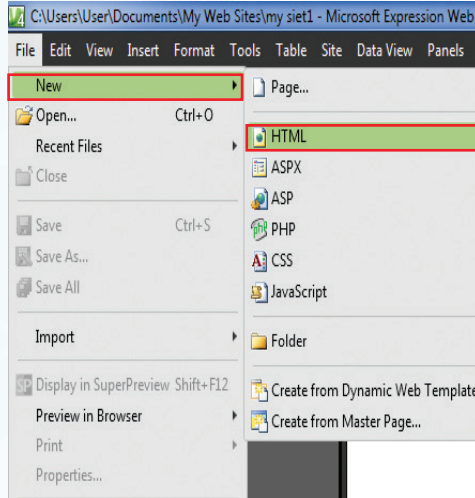 C:\Users\User\Documents\My Web Sites\my siet1 - Microsoft Expression Web
File Edit View Insert Format Tools Table Site Data View Panels
New
Open... Ctrl+O
Recent Files
Close
Save Ctrl+S
Save As...
Save All
Import
Display in SuperPreview Shift+F12
Preview in Browser
Print
Properties...
Page...
HTML
ASPX
ASP
PHP
CSS
JavaScript
Folder
Create from Dynamic Web Template
Create from Master Page...